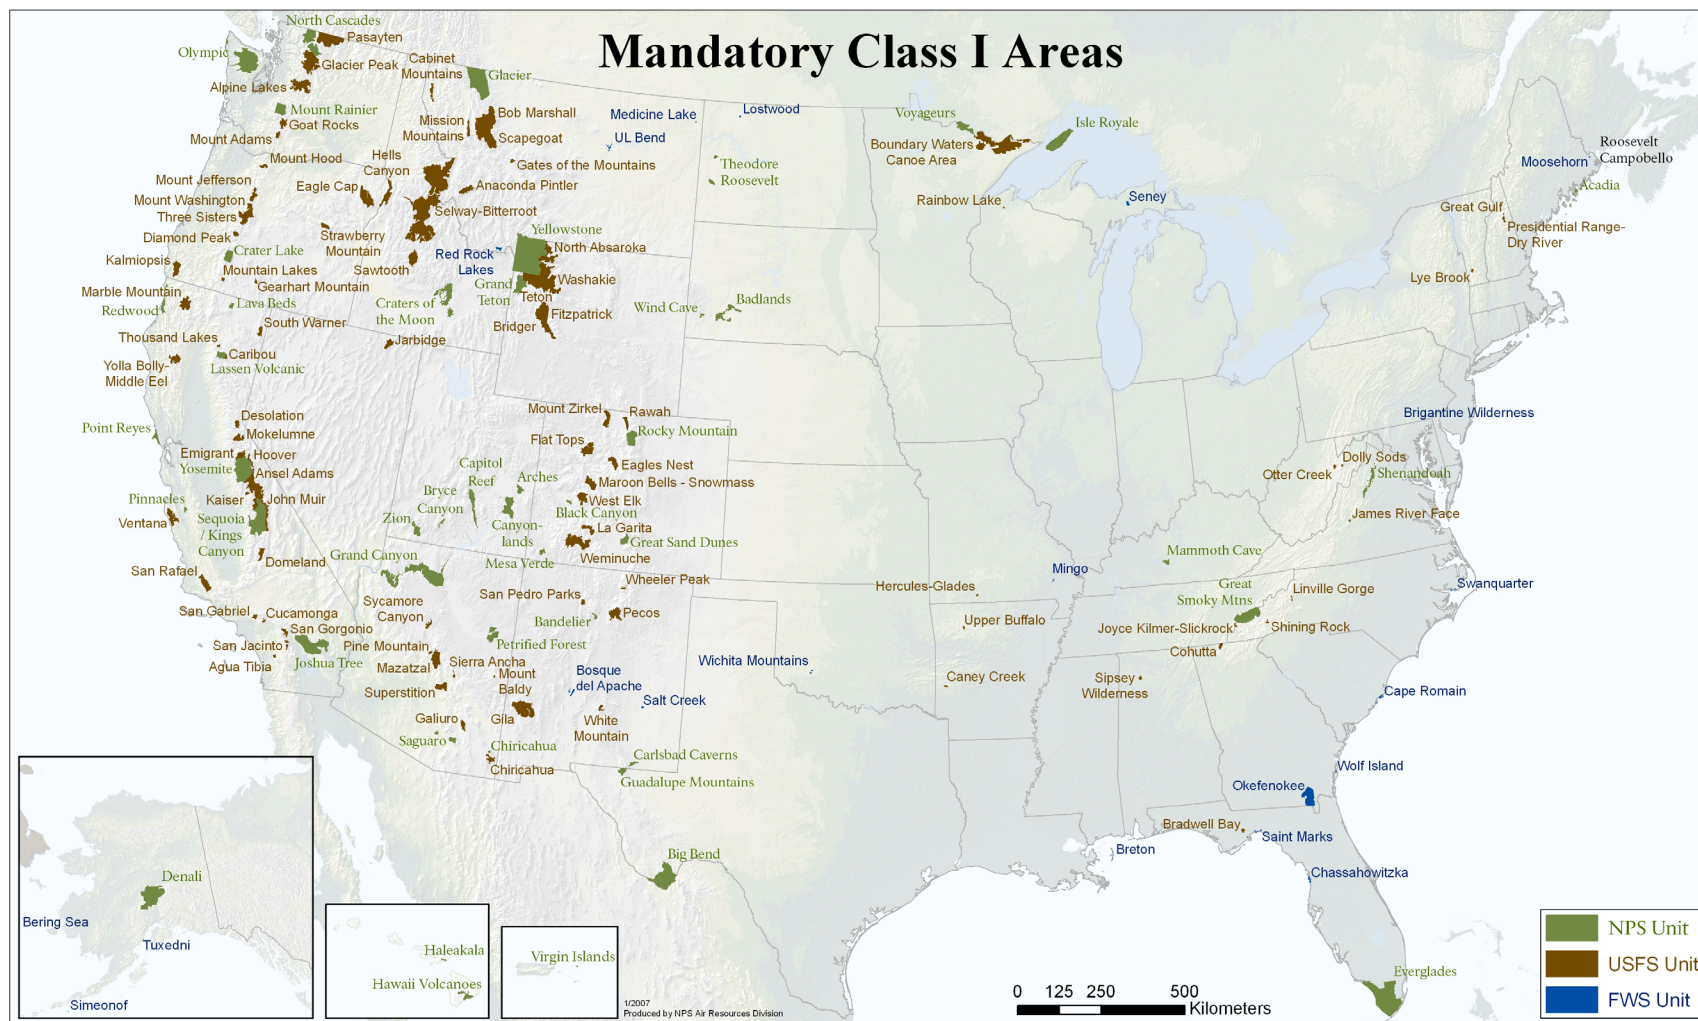 Mandatory Class I Areas
North Cascades
Pasayten
Olympic
Glacier Peak
Alpine Lakes
Cabinet
Mountains
Glacier
Mount Rainier
Goat Rocks
Mount Adams
Mission
Mountains
Bob Marshall
Scapegoat
Medicine Lake
Lostwood
UL Bend
Voyageurs
Isle Royale
Boundary Waters
Canoe Area
Roosevelt
Campobello
Moosehorn
Acadia
Mount Hood
Hells
Canyon
Gates of the Mountains
Theodore
Roosevelt
Mount Jefferson
Eagle Cap
Anaconda Pintler
Mount Washington
Three Sisters
Selway-Bitterroot
Rainbow Lake
Seney
Great Gulf
Presidential Range-
Dry River
Diamond Peak
Strawberry
Mountain
Yellowstone
North Absaroka
Crater Lake
Kalmiopsis
Mountain Lakes
Gearhart Mountain
Sawtooth
Red Rock
Lakes
Grand
Teton
Washakie
Teton
Lye Brook
Marble Mountain
Redwood
Lava Beds
Craters of
the Moon
Bridger
Fitzpatrick
Wind Cave
Badlands
South Warner
Thousand Lakes
Jarbidge
Caribou
Lassen Volcanic
Yolla Bolly-
Middle Eel
Desolation
Mokelumne
Point Reyes
Mount Zirkel
Rawah
Rocky Mountain
Flat Tops
Brigantine Wilderness
Emigrant
Hoover
Yosemite
Ansel Adams
Capitol
Reef
Arches
Eagles Nest
Maroon Bells - Snowmass
Dolly Sods
Otter Creek
Shenandoah
Pinnacles
Kaiser
John Muir
Bryce
Canyon
West Elk
Black Canyon
James River Face
Ventana
Sequoia
/ Kings
Canyon
Zion
Canyon-
lands
La Garita
Great Sand Dunes
Domeland
Grand Canyon
Mesa Verde
Weminuche
Mammoth Cave
Mingo
San Rafael
Wheeler Peak
Hercules-Glades
Great
Smoky Mtns
Linville Gorge
Swanquarter
San Gabriel
Cucamonga
Sycamore
Canyon
San Pedro Parks
Pecos
Bandelier
Upper Buffalo
Joyce Kilmer-Slickrock
Shining Rock
San Gorgonio
San Jacinto
Agua Tibia
Joshua Tree
Pine Mountain
Mazatzal
Petrified Forest
Cohutta
Sierra Ancha
Mount
Baldy
Bosque
del Apache
Wichita Mountains
Caney Creek
Sipsey
Wilderness
Superstition
Salt Creek
Cape Romain
Galiuro
Gila
White
Mountain
Saguaro
Chiricahua
Chiricahua
Carlsbad Caverns
Guadalupe Mountains
Wolf Island
Okefenokee
Bradwell Bay
Saint Marks
Breton
Big Bend
Chassahowitzka
Denali
Bering Sea
Tuxedni
Simeonof
Haleakala
Hawaii Volcanoes
Virgin Islands
Everglades
1/2007
Produced by NPS Air Resources Division
0 125 250 500
Kilometers
NPS Unit
USFS Unit
FWS Unit